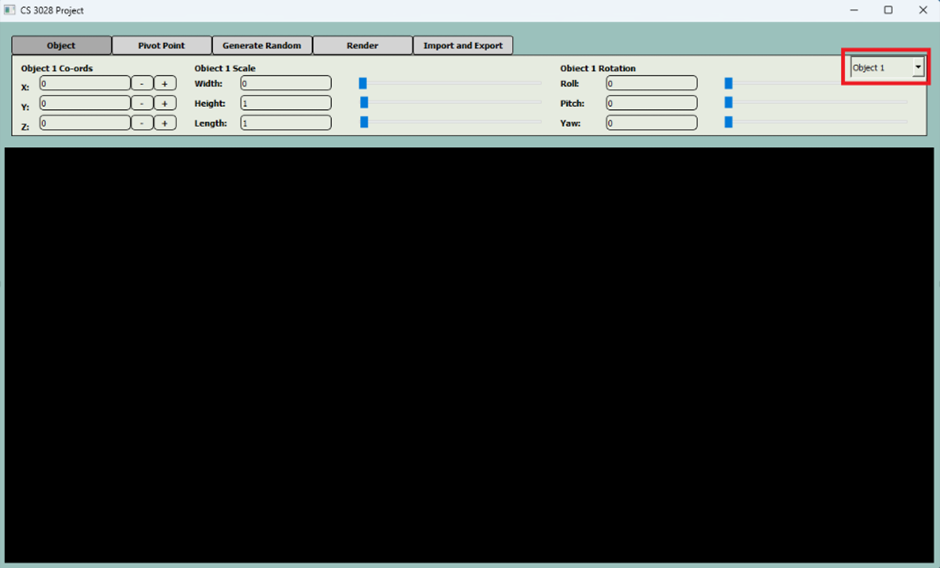 CS 3028 Project
Object Pivot Point Generate Random Render Import and Export
Object 1 Co-ords Object 1 Scale Object 1 Rotation Object 1
X: 0 - + Width: 0 Roll: 0
Y: 0 - + Height: 1 Pitch: 0
Z: 0 - + Length: 1 Yaw: 0